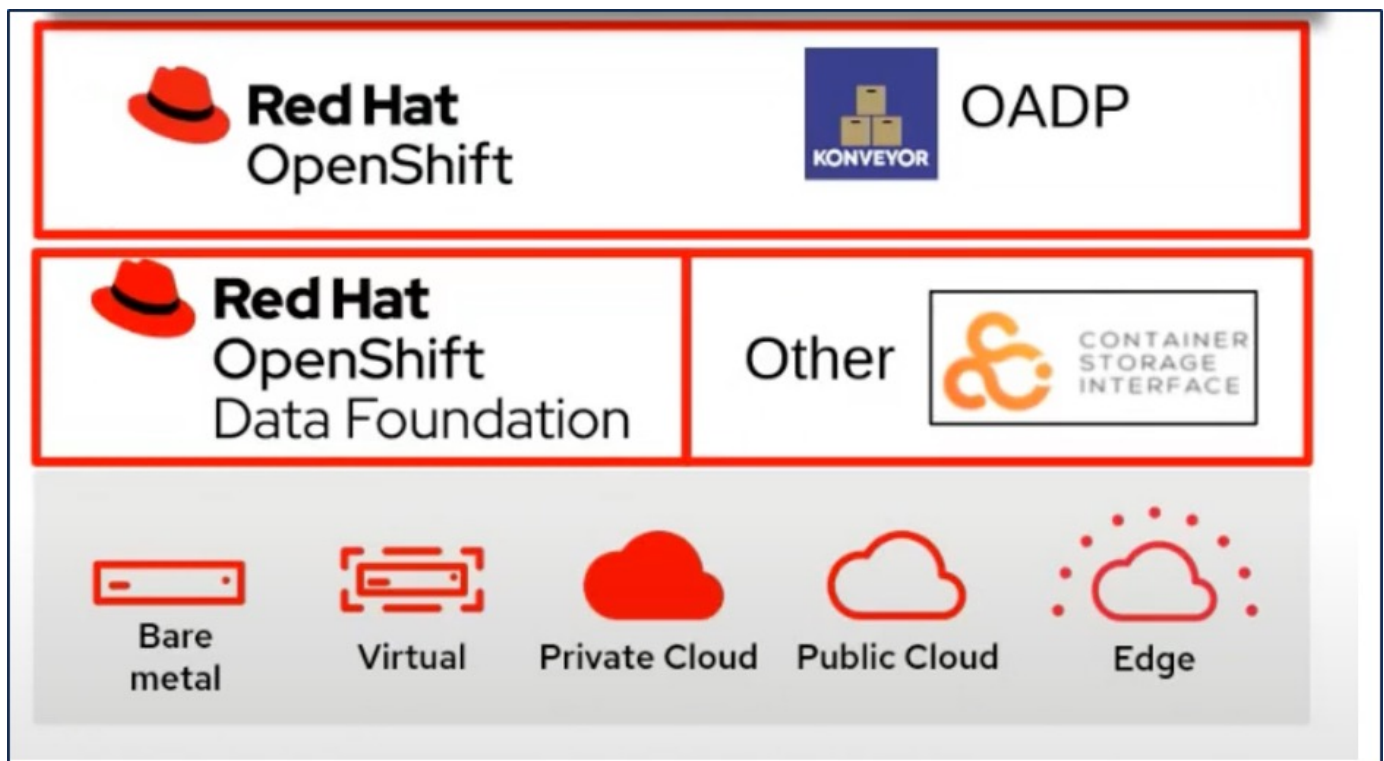 Red Hat
OpenShift
KONVEYOR
OADP
Red Hat
OpenShift
Data Foundation
Other
CONTAINER
STORAGE
INTERFACE
Bare
metal
Virtual
Private Cloud
Public Cloud
Edge